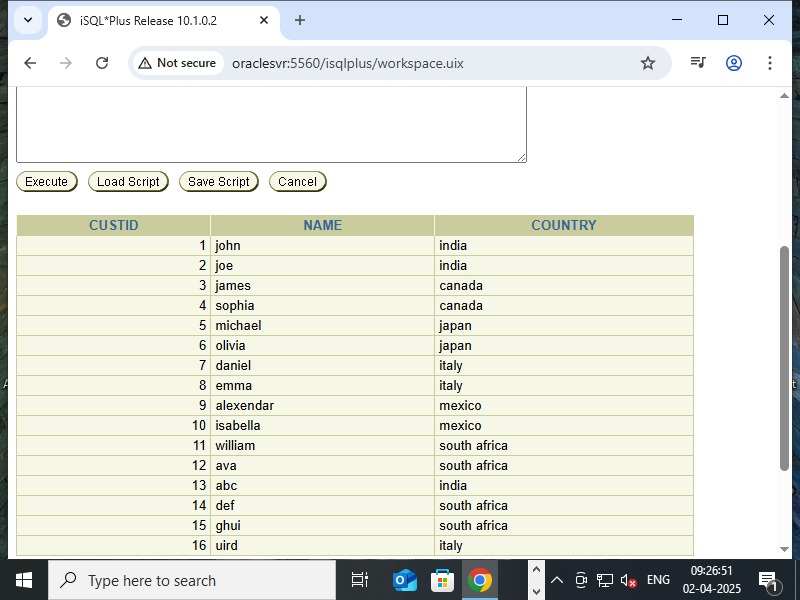 iSQL*Plus Release 10.1.0.2
Not secure oraclesvr:5560/isqlplus/workspace.uix
Execute Load Script Save Script Cancel
CUSTID NAME COUNTRY
1 john india
2 joe india
3 james canada
4 sophia canada
5 michael japan
6 olivia japan
7 daniel italy
8 emma italy
9 alexendar mexico
10 isabella mexico
11 william south africa
12 ava south africa
13 abc india
14 def south africa
15 ghui south africa
16 uird italy
Type here to search
ENG
09:26:51
02-04-2025
1